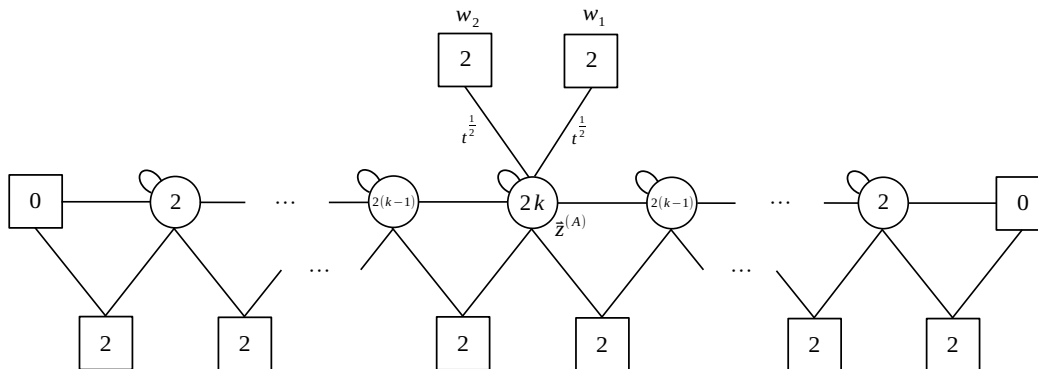 w₂ w₁
2 2
t^{1/2} t^{1/2}
0 2 ... 2(k−1) 2k 2(k−1) ... 2 0
z⃗^{(A)}
... ...
2 2 2 2 2 2